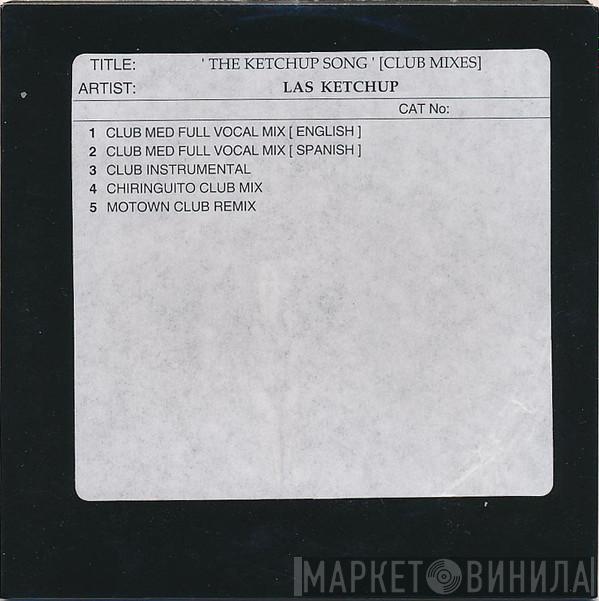 TITLE: ' THE KETCHUP SONG ' [CLUB MIXES]
ARTIST: LAS KETCHUP
CAT No:
1 CLUB MED FULL VOCAL MIX [ ENGLISH ]
2 CLUB MED FULL VOCAL MIX [ SPANISH ]
3 CLUB INSTRUMENTAL
4 CHIRINGUITO CLUB MIX
5 MOTOWN CLUB REMIX
МАРКЕТ ВИНИЛА